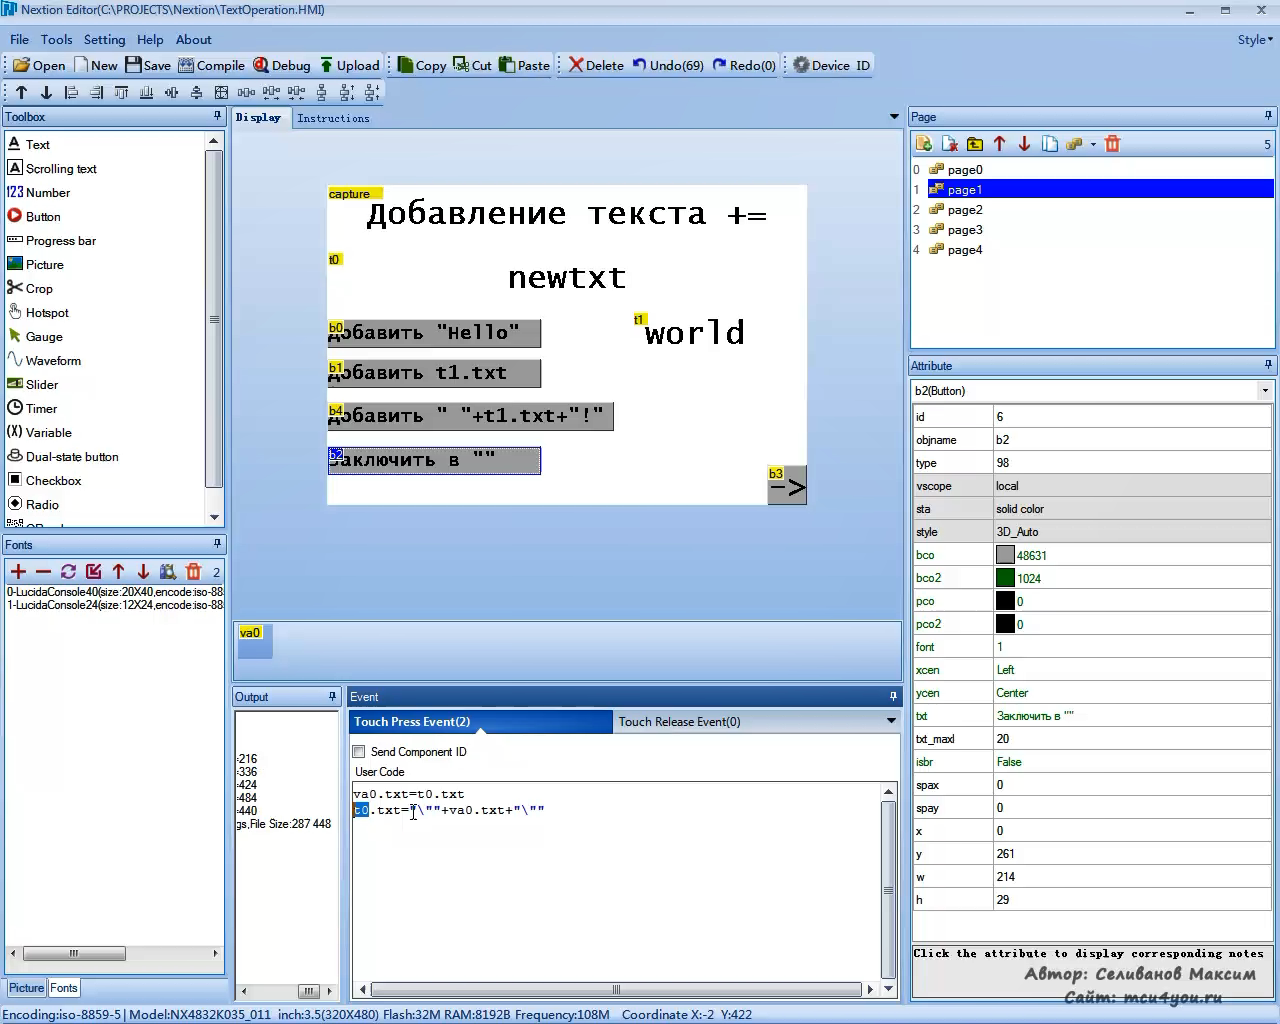 Nextion Editor(C:\PROJECTS\Nextion\TextOperation.HMI)
File Tools Setting Help About Style
Open New Save Compile Debug Upload Copy Cut Paste Delete Undo(69) Redo(0) Device ID
Toolbox
Text
Scrolling text
123 Number
Button
Progress bar
Picture
Crop
Hotspot
Gauge
Waveform
Slider
Timer
(X) Variable
Dual-state button
Checkbox
Radio
Fonts
2
0-LucidaConsole40(size:20X40,encode:iso-88
1-LucidaConsole24(size:12X24,encode:iso-88
Picture Fonts
Display Instructions
capture
Добавление текста +=
t0
newtxt
b0
добавить "Hello"
t1
world
b1
добавить t1.txt
b4
добавить " "+t1.txt+"!"
b2
Заключить в ""
b3
->
va0
Output
=216
=336
=424
=484
=440
gs,File Size:287 448
Event
Touch Press Event(2) Touch Release Event(0)
Send Component ID
User Code
va0.txt=t0.txt
t0.txt="\""+va0.txt+"\""
Page
5
0 page0
1 page1
2 page2
3 page3
4 page4
Attribute
b2(Button)
id 6
objname b2
type 98
vscope local
sta solid color
style 3D_Auto
bco 48631
bco2 1024
pco 0
pco2 0
font 1
xcen Left
ycen Center
txt Заключить в ""
txt_maxl 20
isbr False
spax 0
spay 0
x 0
y 261
w 214
h 29
Click the attribute to display corresponding notes
Автор: Селиванов Максим
Сайт: mcu4you.ru
Encoding:iso-8859-5 Model:NX4832K035_011 inch:3.5(320X480) Flash:32M RAM:8192B Frequency:108M Coordinate X:-2 Y:422